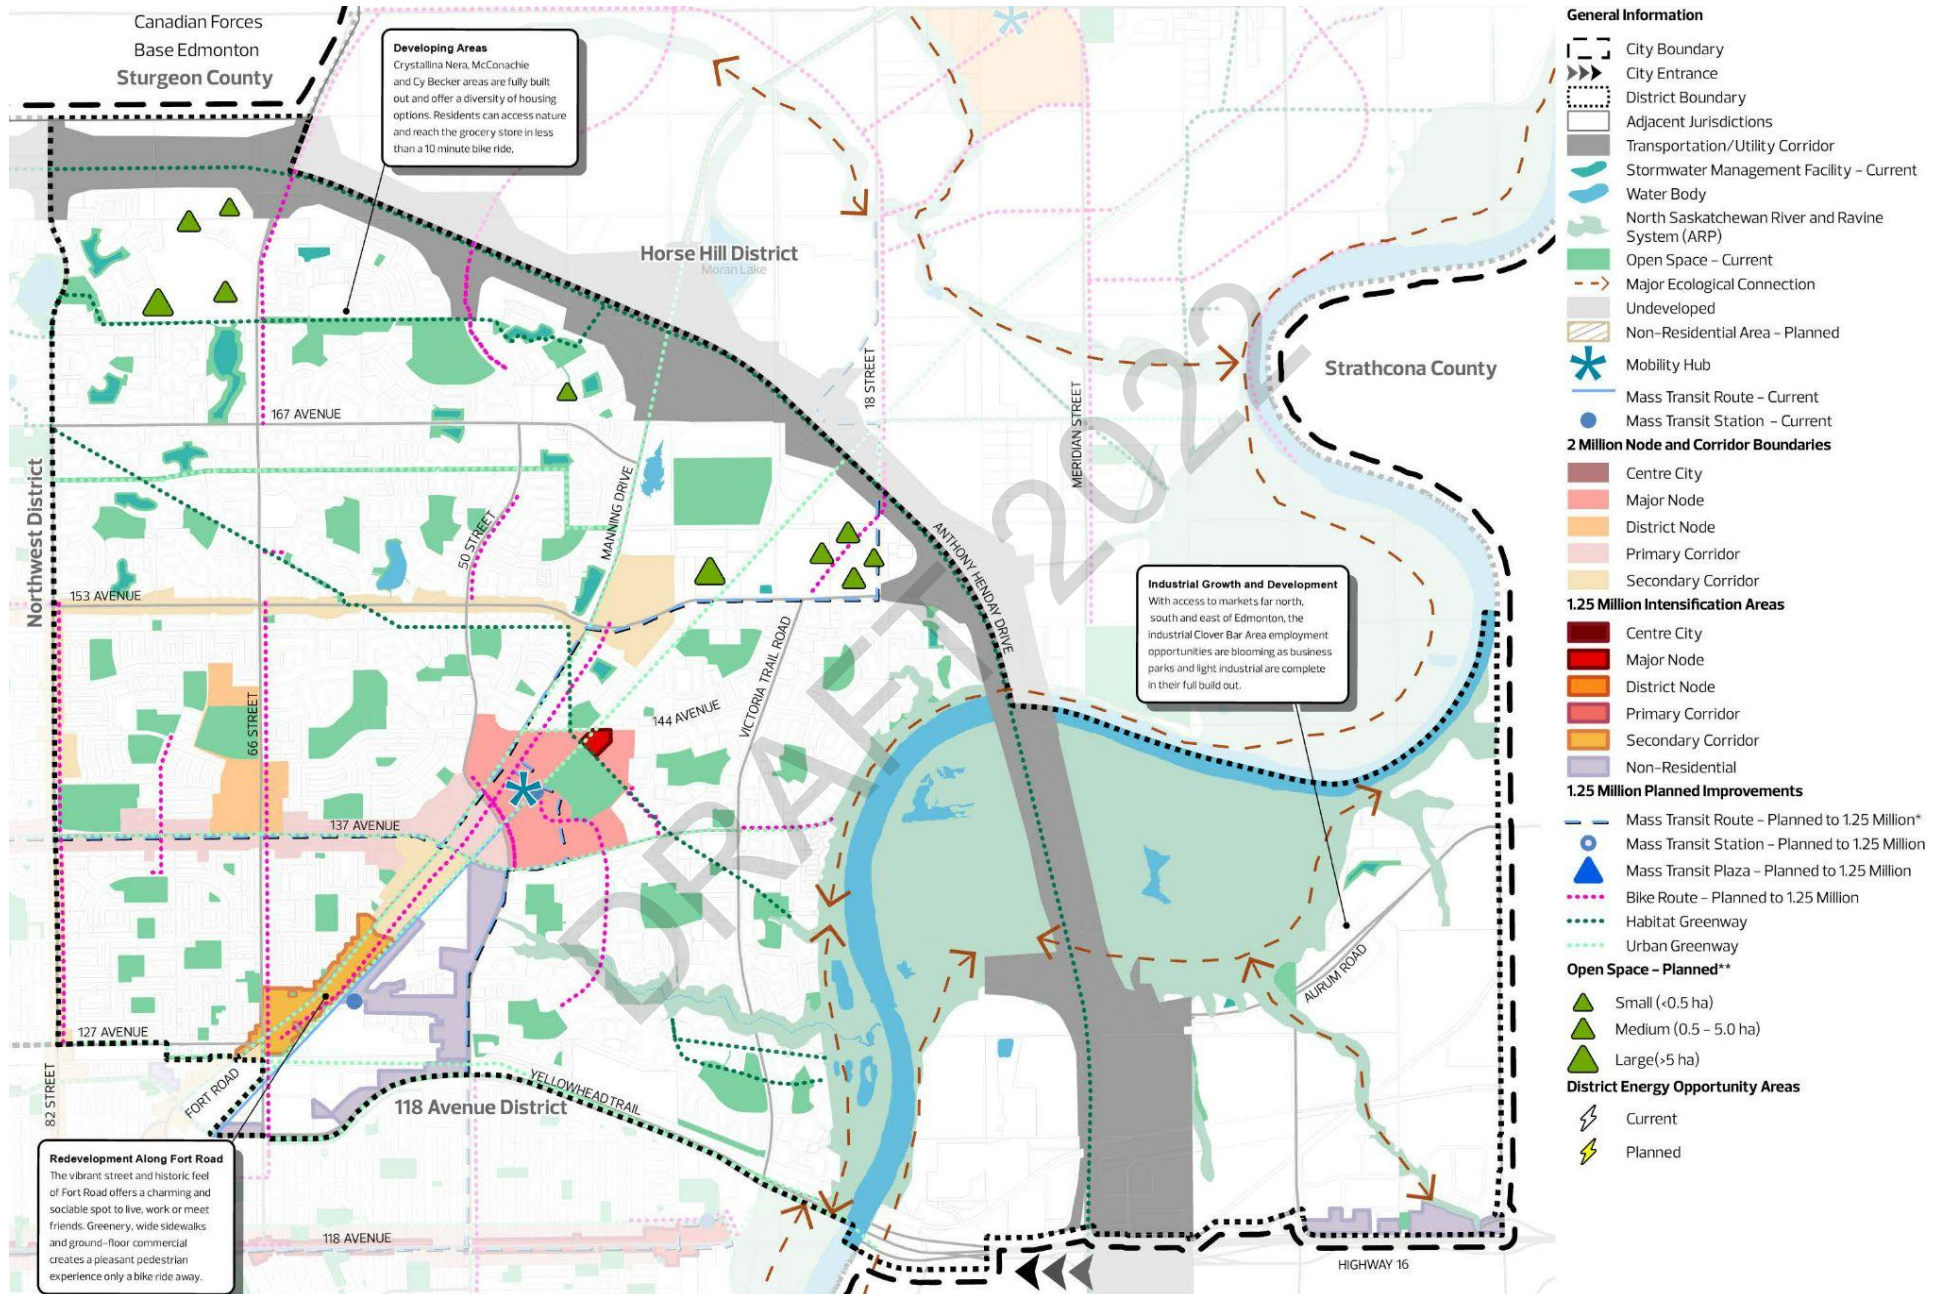 Canadian Forces
Base Edmonton
Sturgeon County
Developing Areas
Crystallina Nera, McConachie
and Cy Becker areas are fully built
out and offer a diversity of housing
options. Residents can access nature
and reach the grocery store in less
than a 10 minute bike ride.
Horse Hill District
Moran Lake
Strathcona County
18 STREET
MERIDIAN STREET
167 AVENUE
Northwest District
MANNING DRIVE
50 STREET
ANTHONY HENDAY DRIVE
153 AVENUE
Industrial Growth and Development
With access to markets far north,
south and east of Edmonton, the
industrial Clover Bar Area employment
opportunities are blooming as business
parks and light industrial are complete
in their full build out.
VICTORIA TRAIL ROAD
66 STREET
144 AVENUE
137 AVENUE
DRAFT 2022
AURUM ROAD
127 AVENUE
82 STREET
FORT ROAD
YELLOWHEAD TRAIL
118 Avenue District
Redevelopment Along Fort Road
The vibrant street and historic feel
of Fort Road offers a charming and
sociable spot to live, work or meet
friends. Greenery, wide sidewalks
and ground-floor commercial
creates a pleasant pedestrian
experience only a bike ride away.
118 AVENUE
HIGHWAY 16
General Information
City Boundary
City Entrance
District Boundary
Adjacent Jurisdictions
Transportation/Utility Corridor
Stormwater Management Facility - Current
Water Body
North Saskatchewan River and Ravine
System (ARP)
Open Space - Current
Major Ecological Connection
Undeveloped
Non-Residential Area - Planned
Mobility Hub
Mass Transit Route - Current
Mass Transit Station - Current
2 Million Node and Corridor Boundaries
Centre City
Major Node
District Node
Primary Corridor
Secondary Corridor
1.25 Million Intensification Areas
Centre City
Major Node
District Node
Primary Corridor
Secondary Corridor
Non-Residential
1.25 Million Planned Improvements
Mass Transit Route - Planned to 1.25 Million*
Mass Transit Station - Planned to 1.25 Million
Mass Transit Plaza - Planned to 1.25 Million
Bike Route - Planned to 1.25 Million
Habitat Greenway
Urban Greenway
Open Space - Planned**
Small (<0.5 ha)
Medium (0.5 - 5.0 ha)
Large(>5 ha)
District Energy Opportunity Areas
Current
Planned